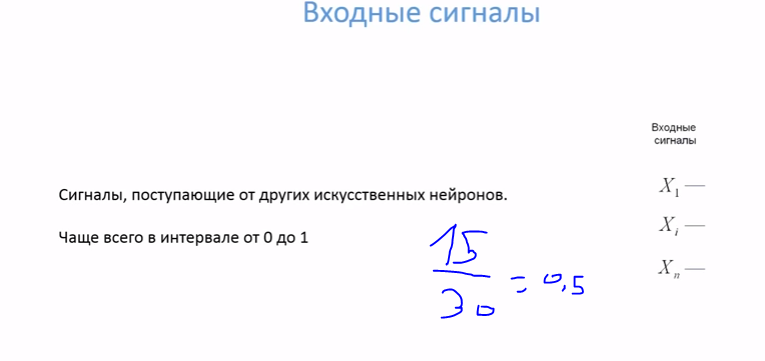 Входные сигналы
Входные
сигналы
Сигналы, поступающие от других искусственных нейронов.
X₁ —
Xᵢ —
Чаще всего в интервале от 0 до 1
15
30
= 0,5
Xₙ —